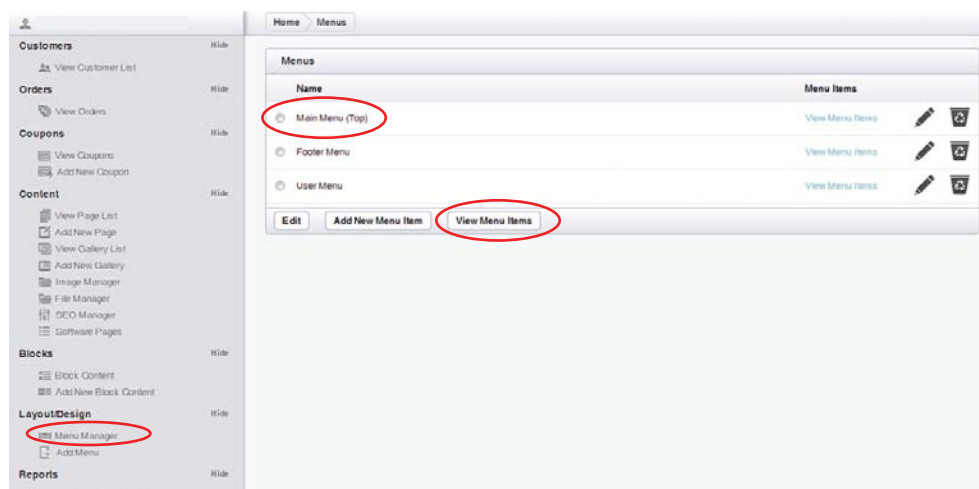 Home Menus
Customers Hide
View Customer List
Orders Hide
View Orders
Coupons Hide
View Coupons
Add New Coupon
Content Hide
View Page List
Add New Page
View Gallery List
Add New Gallery
Image Manager
File Manager
SEO Manager
Software Pages
Blocks Hide
Block Content
Add New Block Content
Layout/Design Hide
Menu Manager
Add Menu
Reports Hide
Menus
Name Menu Items
Main Menu (Top) View Menu Items
Footer Menu View Menu Items
User Menu View Menu Items
Edit Add New Menu Item View Menu Items